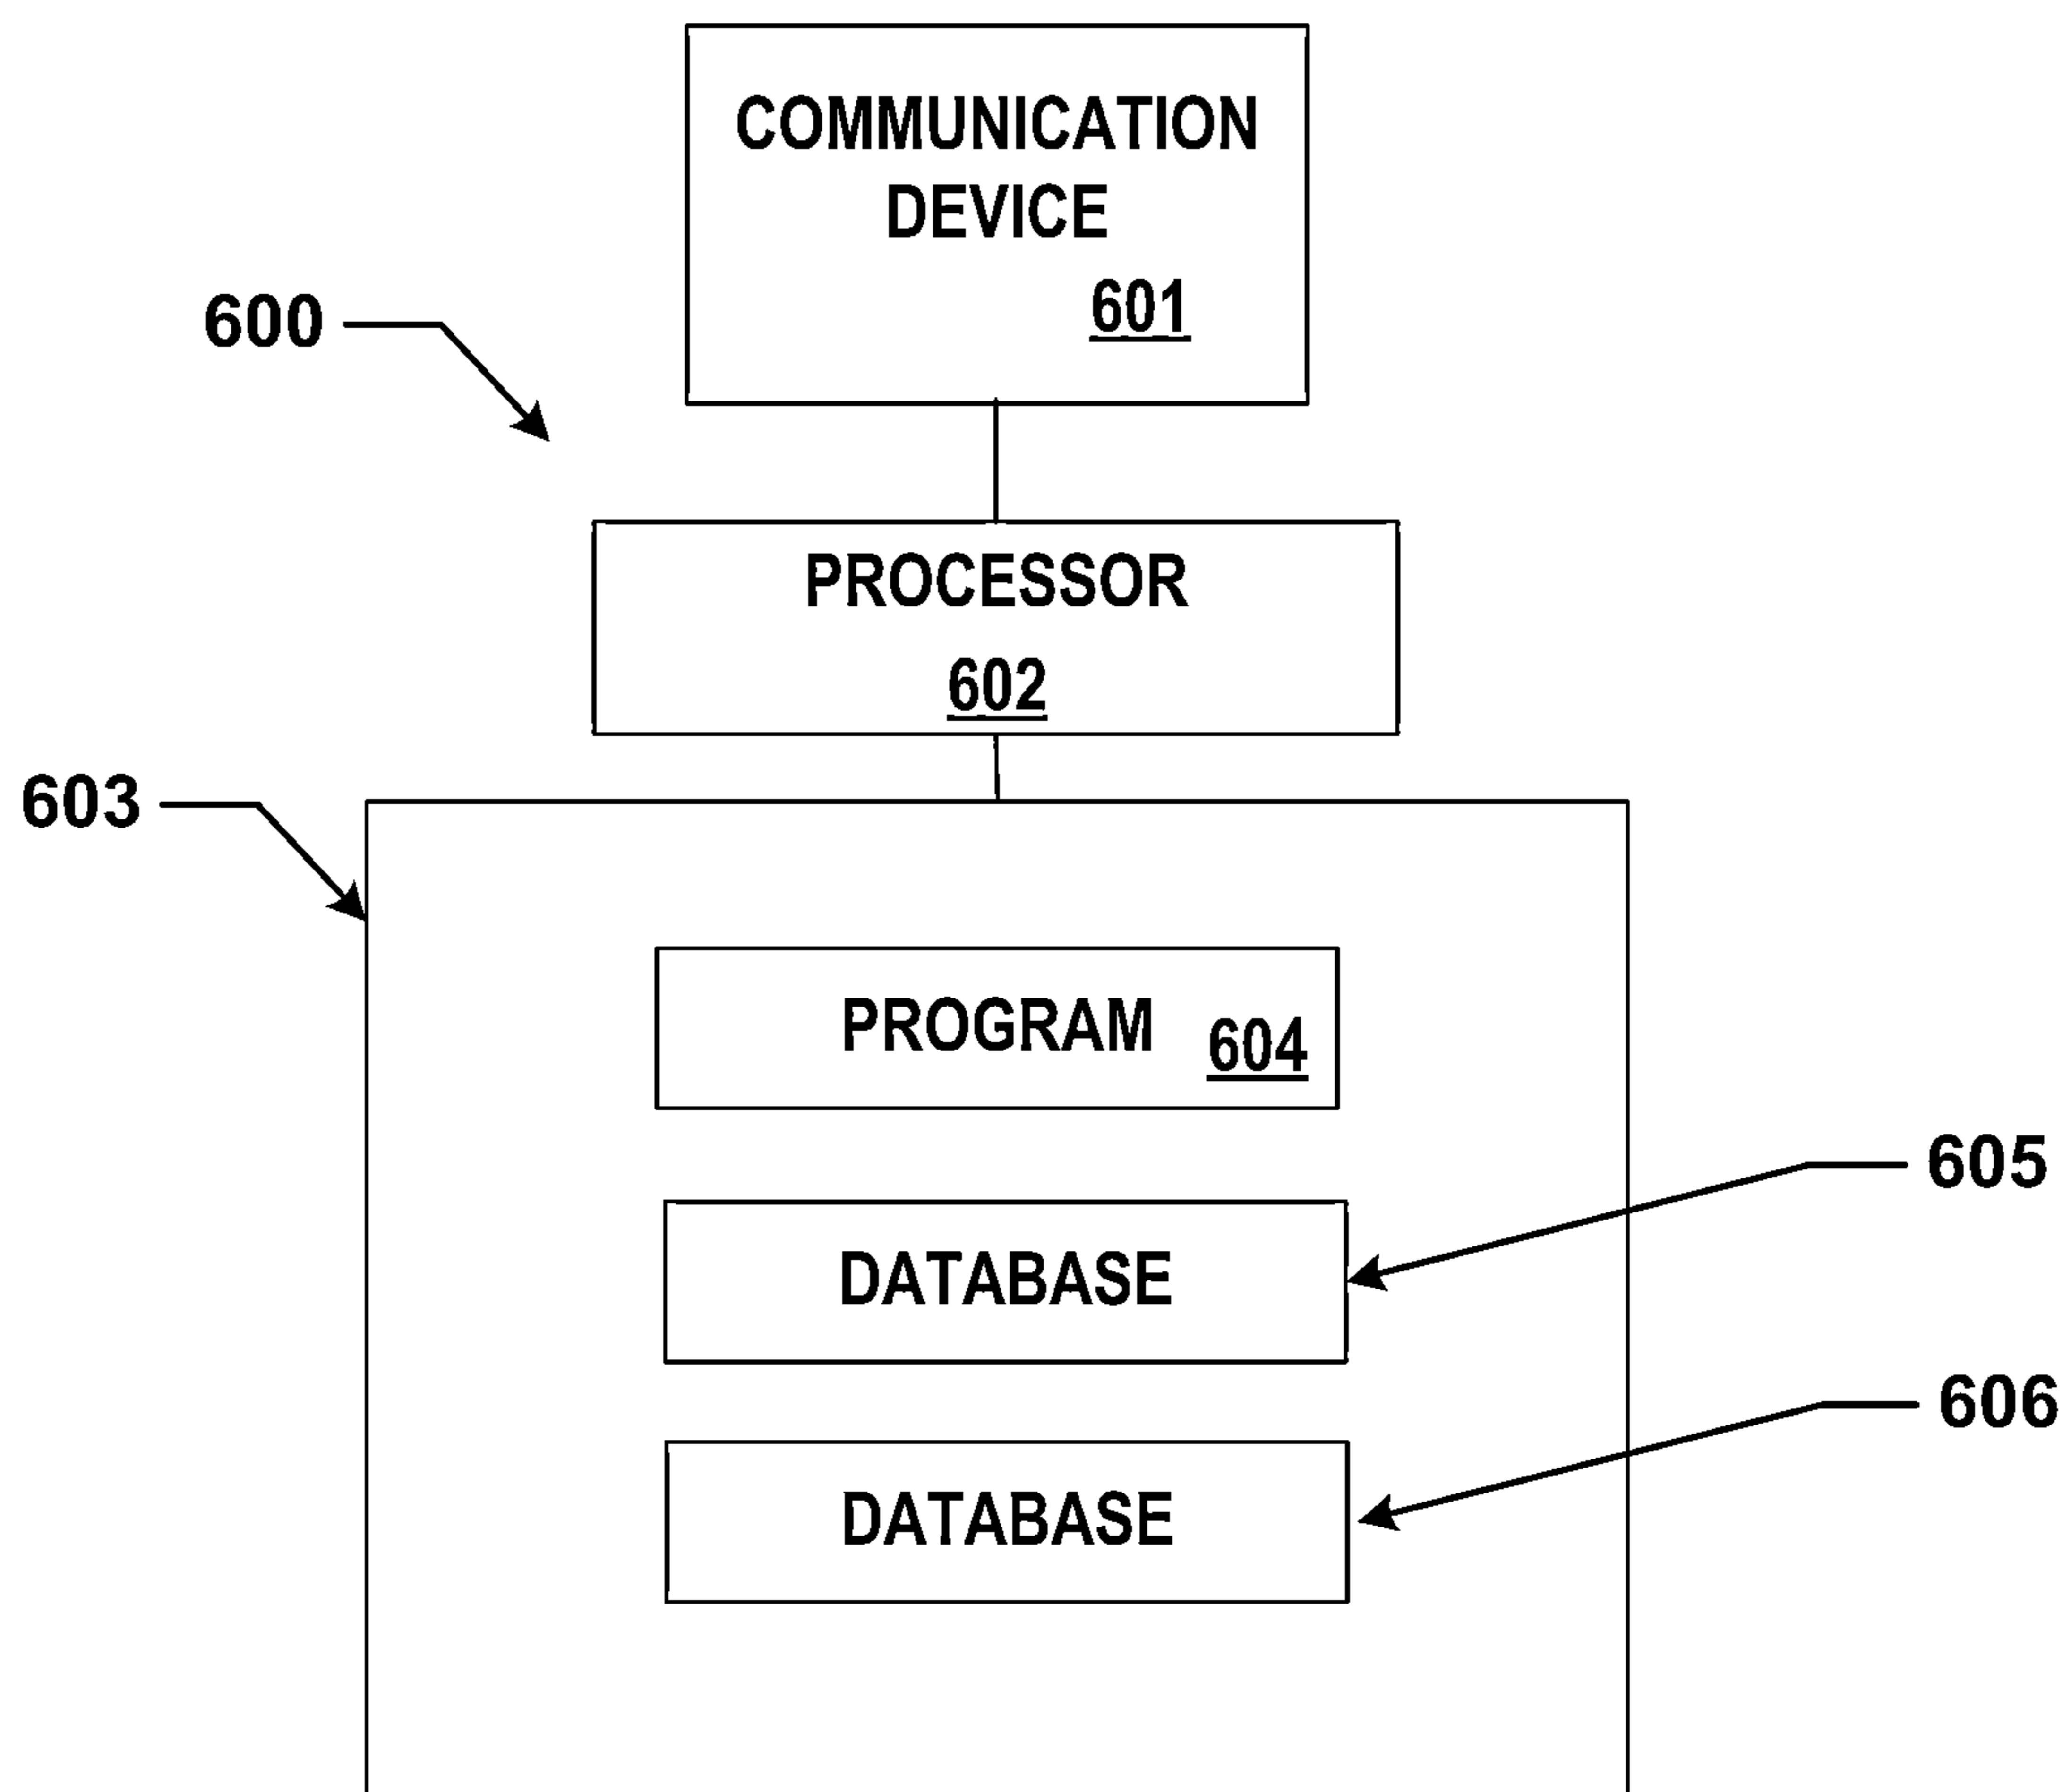 COMMUNICATION
DEVICE
601
600
PROCESSOR
602
603
PROGRAM 604
605
DATABASE
606
DATABASE